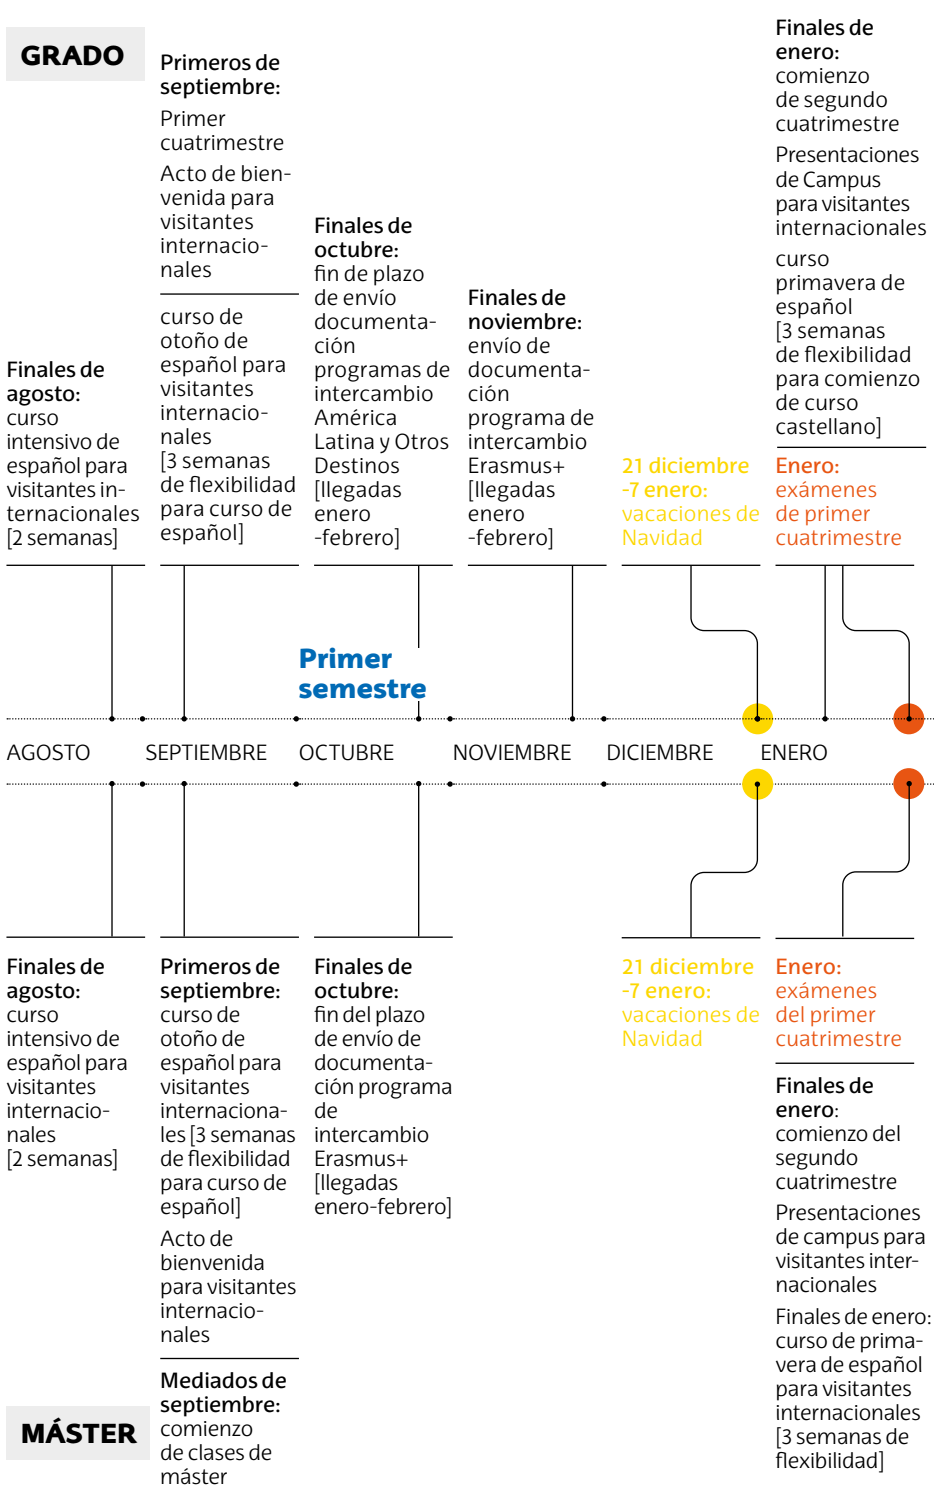 GRADO
Primeros de
septiembre:
Primer
cuatrimestre
Acto de bien-
venida para
visitantes
internacio-
nales
curso de
otoño de
español para
visitantes
internacio-
nales
[3 semanas
de flexibilidad
para curso de
español]
Finales de
agosto:
curso
intensivo de
español para
visitantes in-
ternacionales
[2 semanas]
Finales de
octubre:
fin de plazo
de envío
documenta-
ción
programas de
intercambio
América
Latina y Otros
Destinos
[llegadas
enero
-febrero]
Finales de
noviembre:
envío de
documenta-
ción
programa de
intercambio
Erasmus+
[llegadas
enero
-febrero]
21 diciembre
-7 enero:
vacaciones de
Navidad
Finales de
enero:
comienzo
de segundo
cuatrimestre
Presentaciones
de Campus
para visitantes
internacionales
curso
primavera de
español
[3 semanas
de flexibilidad
para comienzo
de curso
castellano]
Enero:
exámenes
de primer
cuatrimestre
Primer
semestre
AGOSTO SEPTIEMBRE OCTUBRE NOVIEMBRE DICIEMBRE ENERO
Finales de
agosto:
curso
intensivo de
español para
visitantes
internacio-
nales
[2 semanas]
Primeros de
septiembre:
curso de
otoño de
español para
visitantes
internaciona-
les [3 semanas
de flexibilidad
para curso de
español]
Acto de
bienvenida
para visitantes
internacio-
nales
Mediados de
septiembre:
comienzo
de clases de
máster
Finales de
octubre:
fin del plazo
de envío de
documenta-
ción programa
de
intercambio
Erasmus+
[llegadas
enero-febrero]
21 diciembre
-7 enero:
vacaciones de
Navidad
Enero:
exámenes
del primer
cuatrimestre
Finales de
enero:
comienzo del
segundo
cuatrimestre
Presentaciones
de campus para
visitantes inter-
nacionales
Finales de enero:
curso de prima-
vera de español
para visitantes
internacionales
[3 semanas de
flexibilidad]
MÁSTER